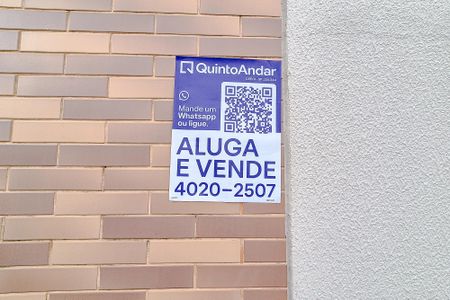 QuintoAndar
Mande um
Whatsapp
ou ligue.
ALUGA
E VENDE
4020-2507